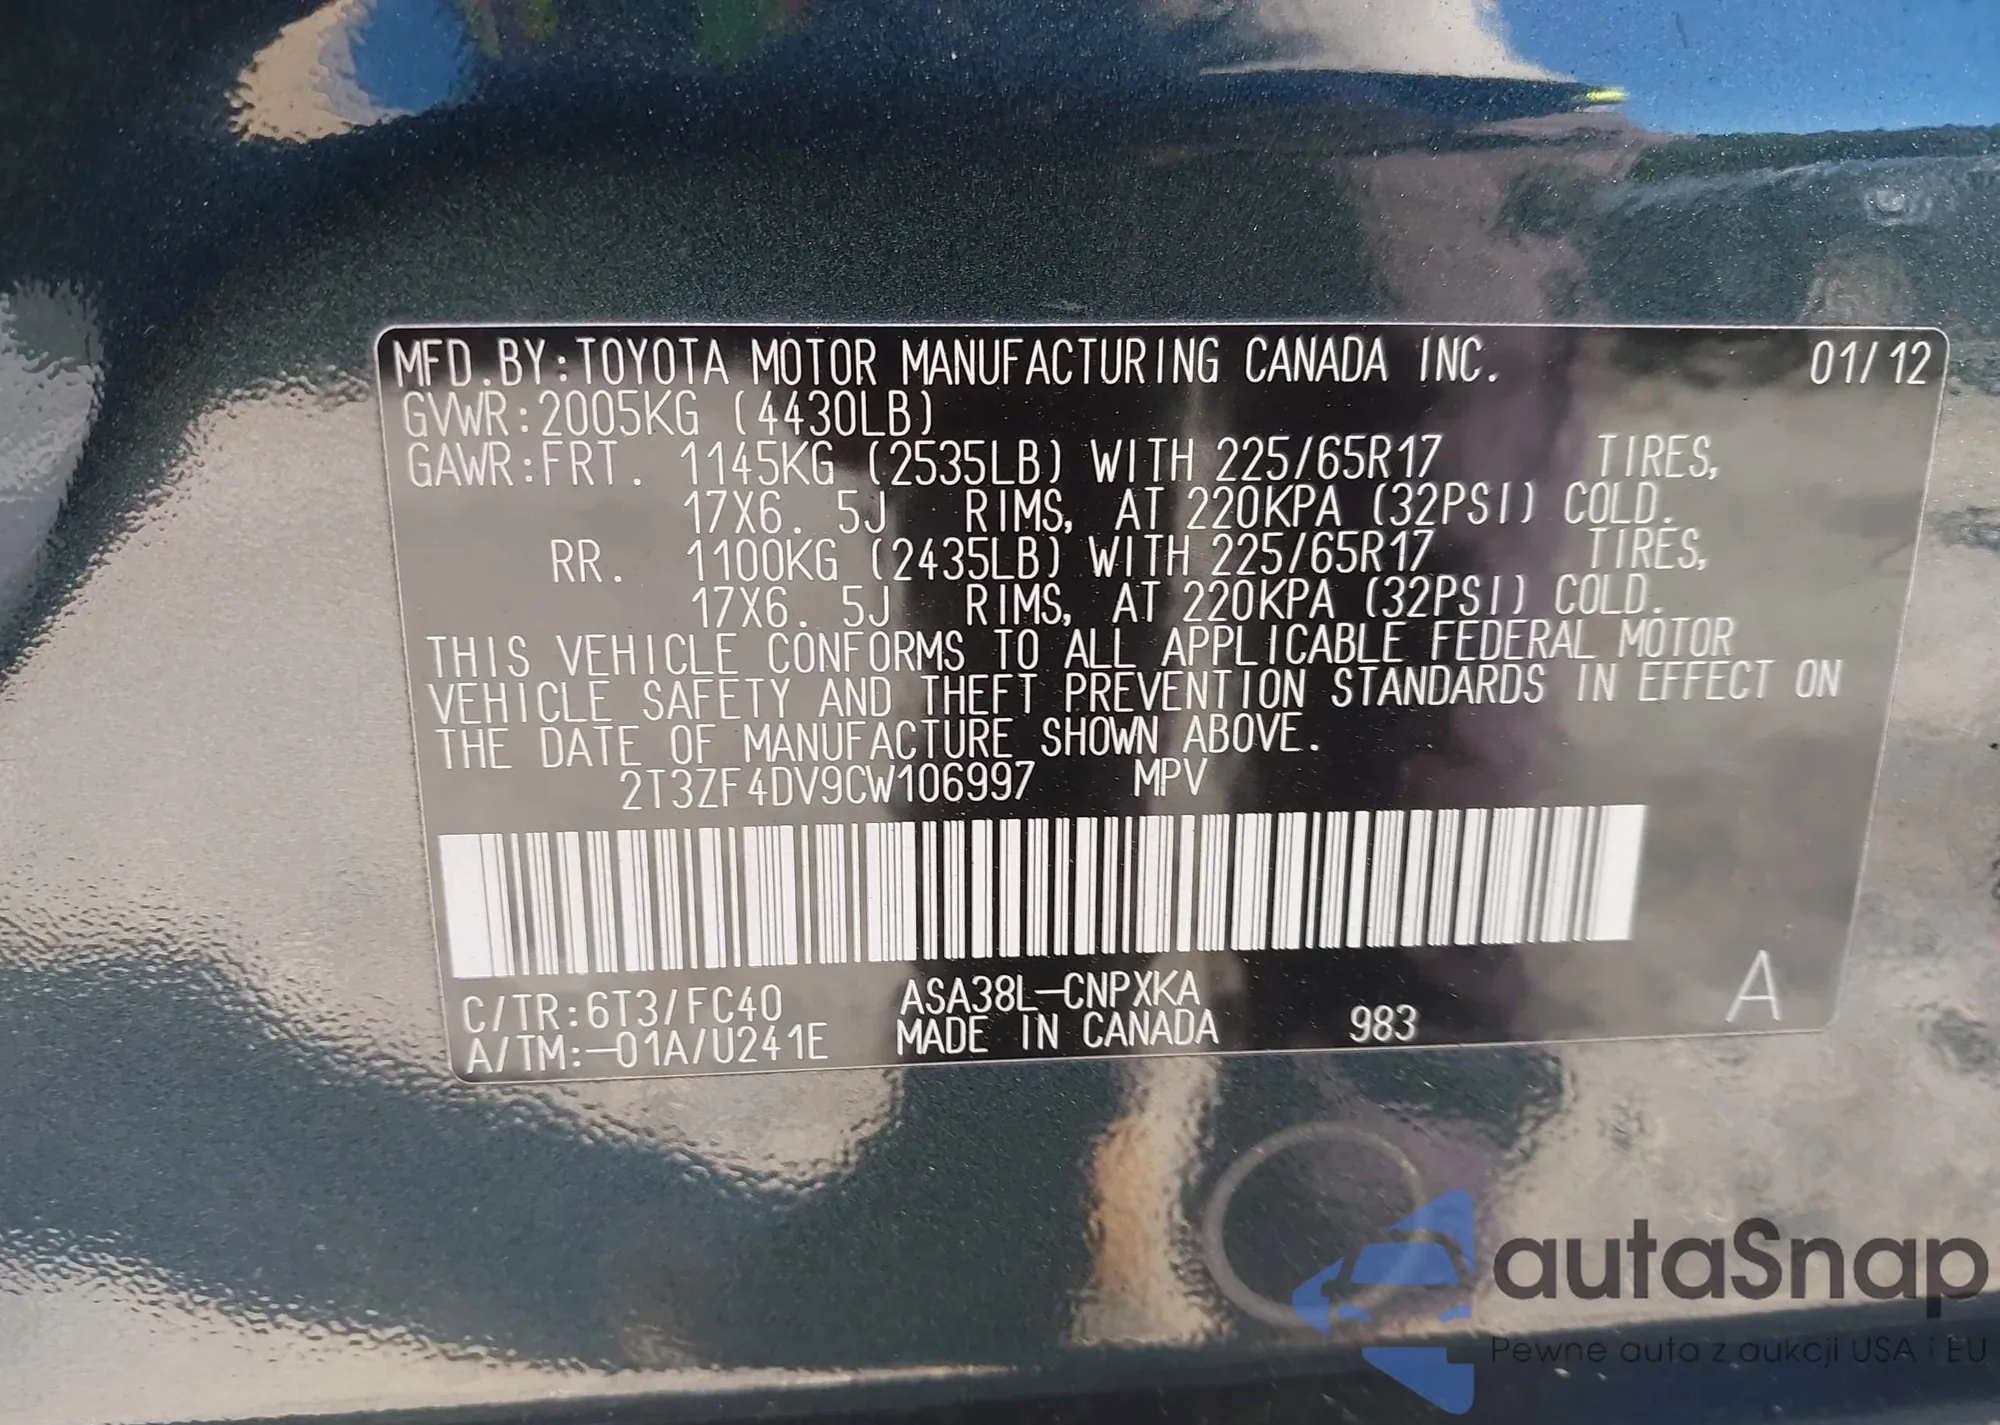 MFD.BY:TOYOTA MOTOR MANUFACTURING CANADA INC. 01/12
GVWR:2005KG (4430LB)
GAWR:FRT. 1145KG (2535LB) WITH 225/65R17 TIRES,
17X6. 5J RIMS, AT 220KPA (32PSI) COLD.
RR. 1100KG (2435LB) WITH 225/65R17 TIRES,
17X6. 5J RIMS, AT 220KPA (32PSI) COLD.
THIS VEHICLE CONFORMS TO ALL APPLICABLE FEDERAL MOTOR
VEHICLE SAFETY AND THEFT PREVENTION STANDARDS IN EFFECT ON
THE DATE OF MANUFACTURE SHOWN ABOVE.
2T3ZF4DV9CW106997 MPV
C/TR:6T3/FC40 ASA38L-CNPXKA A
A/TM:-01A/U241E MADE IN CANADA 983
autaSnap
Pewne auta z aukcji USA i EU